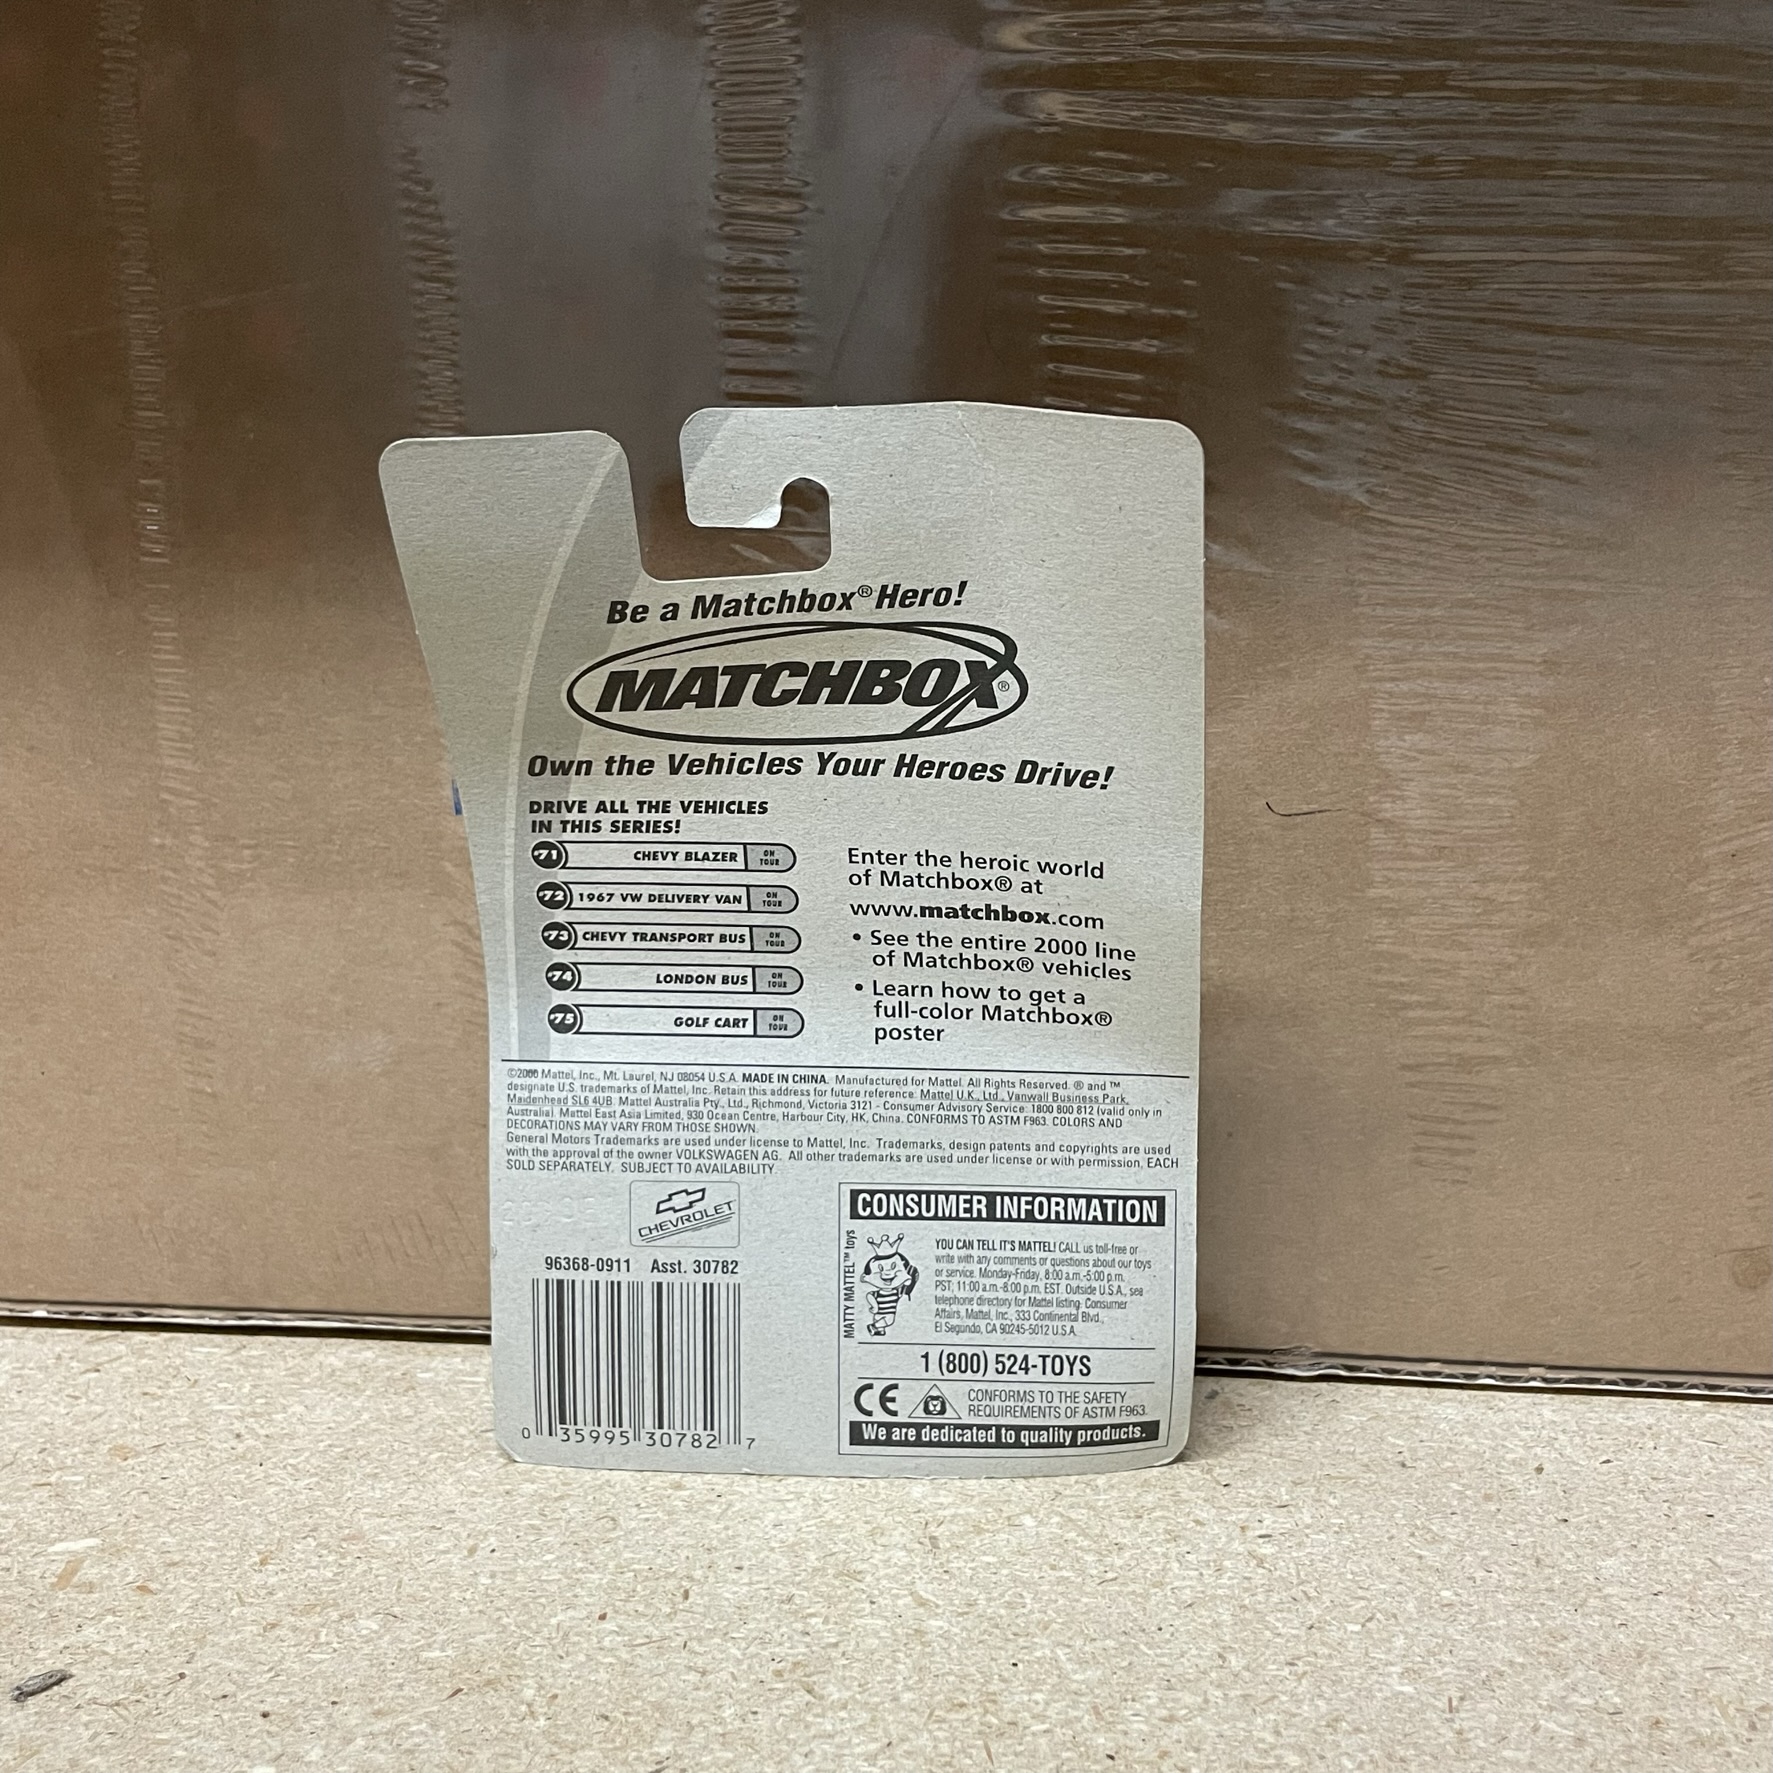 Be a Matchbox® Hero!
MATCHBOX®
Own the Vehicles Your Heroes Drive!
DRIVE ALL THE VEHICLES
IN THIS SERIES!
71 CHEVY BLAZER ON TOUR
72 1967 VW DELIVERY VAN ON TOUR
73 CHEVY TRANSPORT BUS ON TOUR
74 LONDON BUS ON TOUR
75 GOLF CART ON TOUR
Enter the heroic world
of Matchbox® at
www.matchbox.com
• See the entire 2000 line
of Matchbox® vehicles
• Learn how to get a
full-color Matchbox®
poster
©2000 Mattel, Inc., Mt. Laurel, NJ 08054 U.S.A. MADE IN CHINA. Manufactured for Mattel. All Rights Reserved. ® and ™
designate U.S. trademarks of Mattel, Inc. Retain this address for future reference: Mattel U.K., Ltd., Vanwall Business Park,
Maidenhead SL6 4UB. Mattel Australia Pty., Ltd., Richmond, Victoria 3121 - Consumer Advisory Service: 1800 800 812 (valid only in
Australia). Mattel East Asia Limited, 930 Ocean Centre, Harbour City, HK, China. CONFORMS TO ASTM F963. COLORS AND
DECORATIONS MAY VARY FROM THOSE SHOWN.
General Motors Trademarks are used under license to Mattel, Inc. Trademarks, design patents and copyrights are used
with the approval of the owner VOLKSWAGEN AG. All other trademarks are used under license or with permission. EACH
SOLD SEPARATELY. SUBJECT TO AVAILABILITY.
CHEVROLET
96368-0911 Asst. 30782
0 35995 30782 7
CONSUMER INFORMATION
MATTY MATTEL™ toys
YOU CAN TELL IT'S MATTEL! CALL us toll-free or
write with any comments or questions about our toys
or service. Monday-Friday, 8:00 a.m.-5:00 p.m.
PST; 11:00 a.m.-8:00 p.m. EST. Outside U.S.A., see
telephone directory for Mattel listing. Consumer
Affairs, Mattel, Inc., 333 Continental Blvd.,
El Segundo, CA 90245-5012 U.S.A.
1 (800) 524-TOYS
CE
CONFORMS TO THE SAFETY
REQUIREMENTS OF ASTM F963.
We are dedicated to quality products.